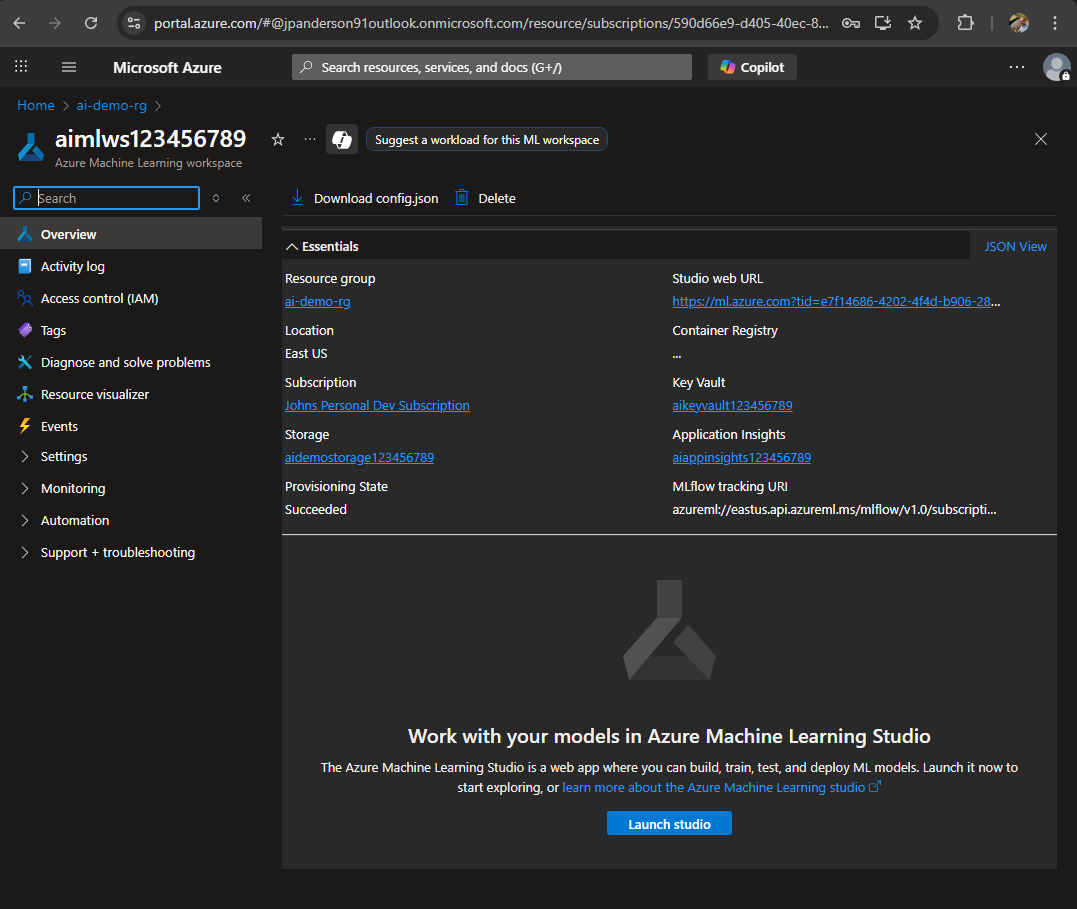 portal.azure.com/#@jpanderson91outlook.onmicrosoft.com/resource/subscriptions/590d66e9-d405-40ec-8...
Microsoft Azure
Search resources, services, and docs (G+/)
Copilot
Home > ai-demo-rg >
aimlws123456789
Azure Machine Learning workspace
Suggest a workload for this ML workspace
Search
Download config.json
Delete
Overview
Activity log
Access control (IAM)
Tags
Diagnose and solve problems
Resource visualizer
Events
Settings
Monitoring
Automation
Support + troubleshooting
Essentials
JSON View
Resource group
ai-demo-rg
Location
East US
Subscription
Johns Personal Dev Subscription
Storage
aidemostorage123456789
Provisioning State
Succeeded
Studio web URL
https://ml.azure.com?tid=e7f14686-4202-4f4d-b906-28...
Container Registry
...
Key Vault
aikeyvault123456789
Application Insights
aiappinsights123456789
MLflow tracking URI
azureml://eastus.api.azureml.ms/mlflow/v1.0/subscripti...
Work with your models in Azure Machine Learning Studio
The Azure Machine Learning Studio is a web app where you can build, train, test, and deploy ML models. Launch it now to
start exploring, or learn more about the Azure Machine Learning studio
Launch studio